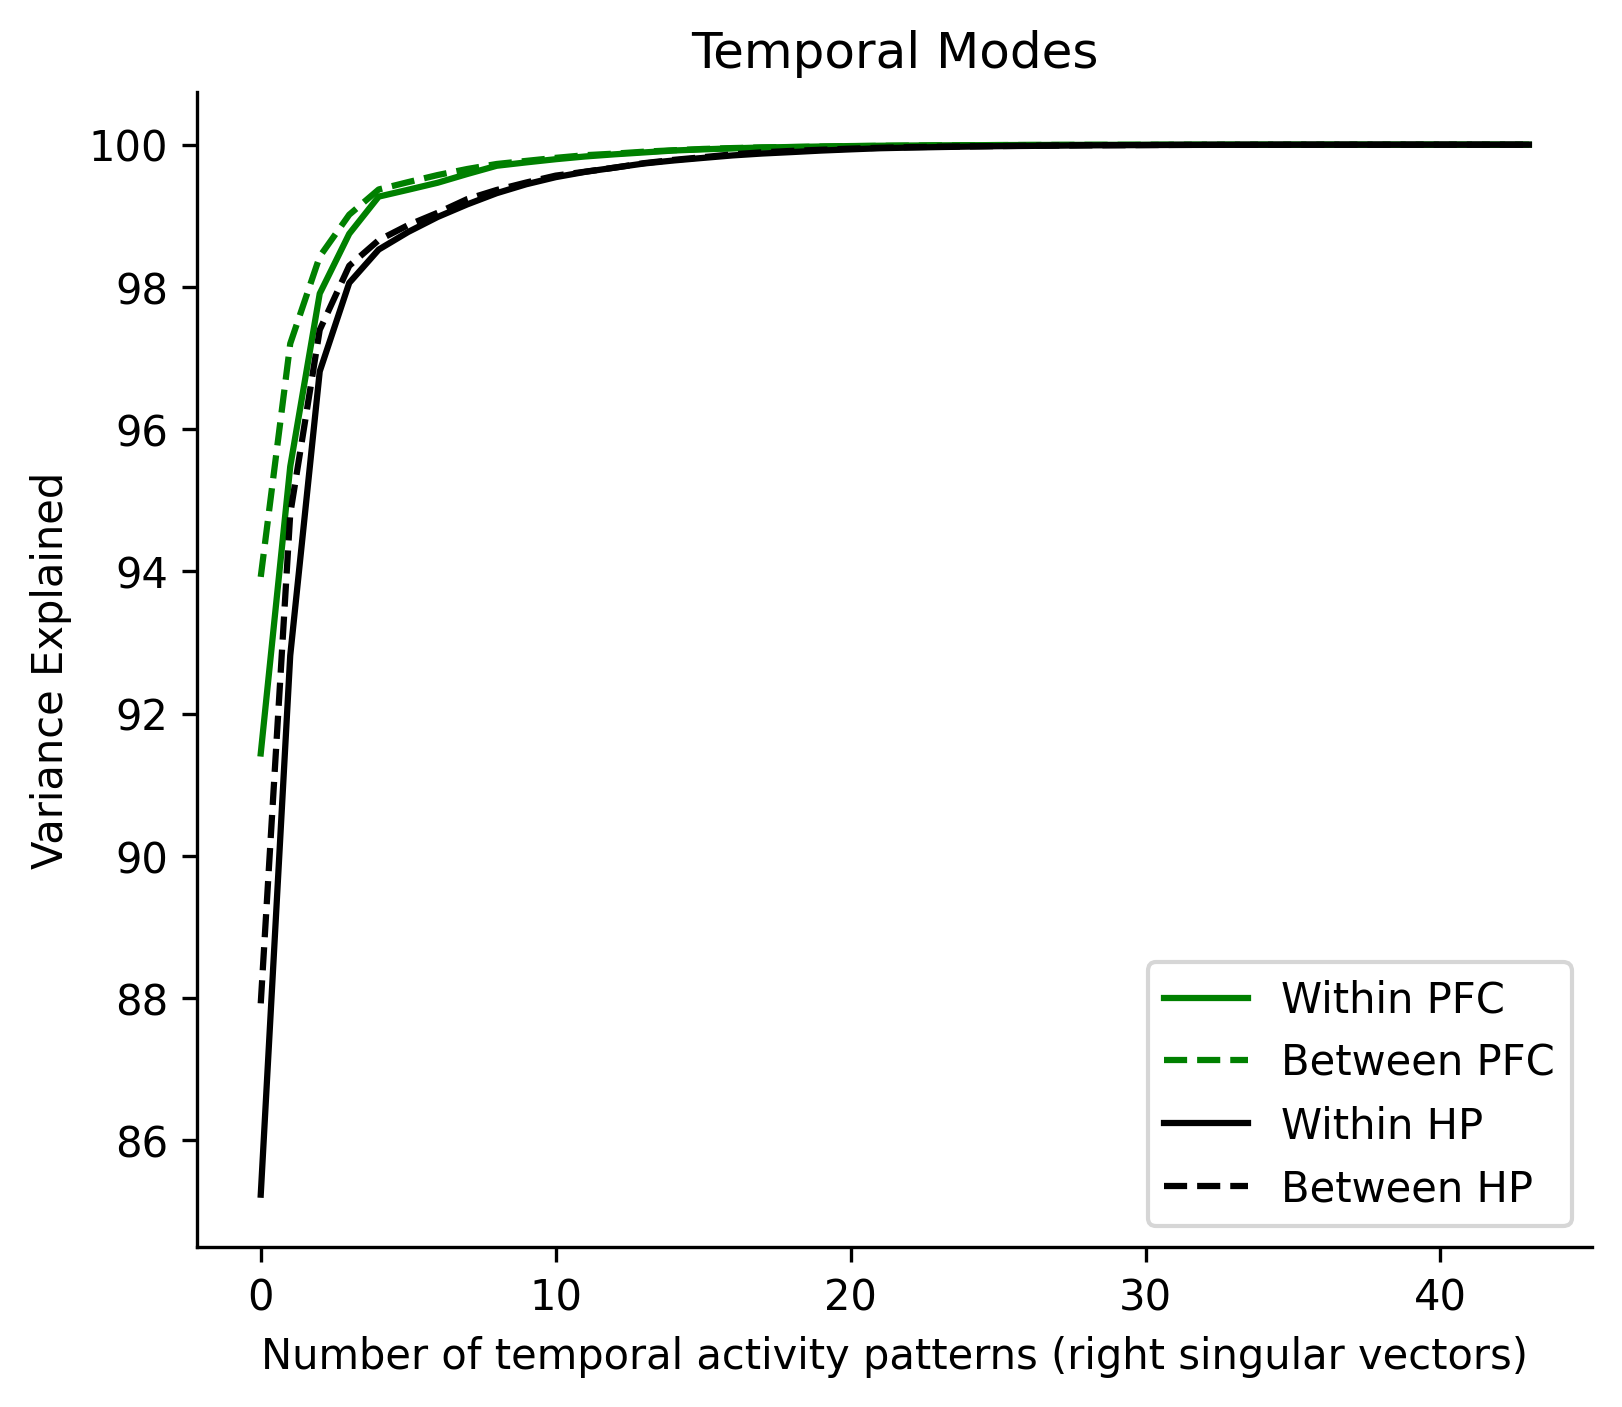 Temporal Modes
100
98
96
94
92
90
88
86
Variance Explained
Within PFC
Between PFC
Within HP
Between HP
0 10 20 30 40
Number of temporal activity patterns (right singular vectors)